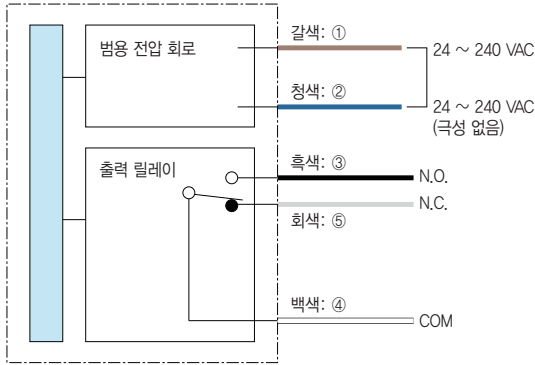 범용 전압 회로
갈색: ①
24 ~ 240 VAC
청색: ②
24 ~ 240 VAC
(극성 없음)
출력 릴레이
흑색: ③
N.O.
N.C.
회색: ⑤
백색: ④
COM